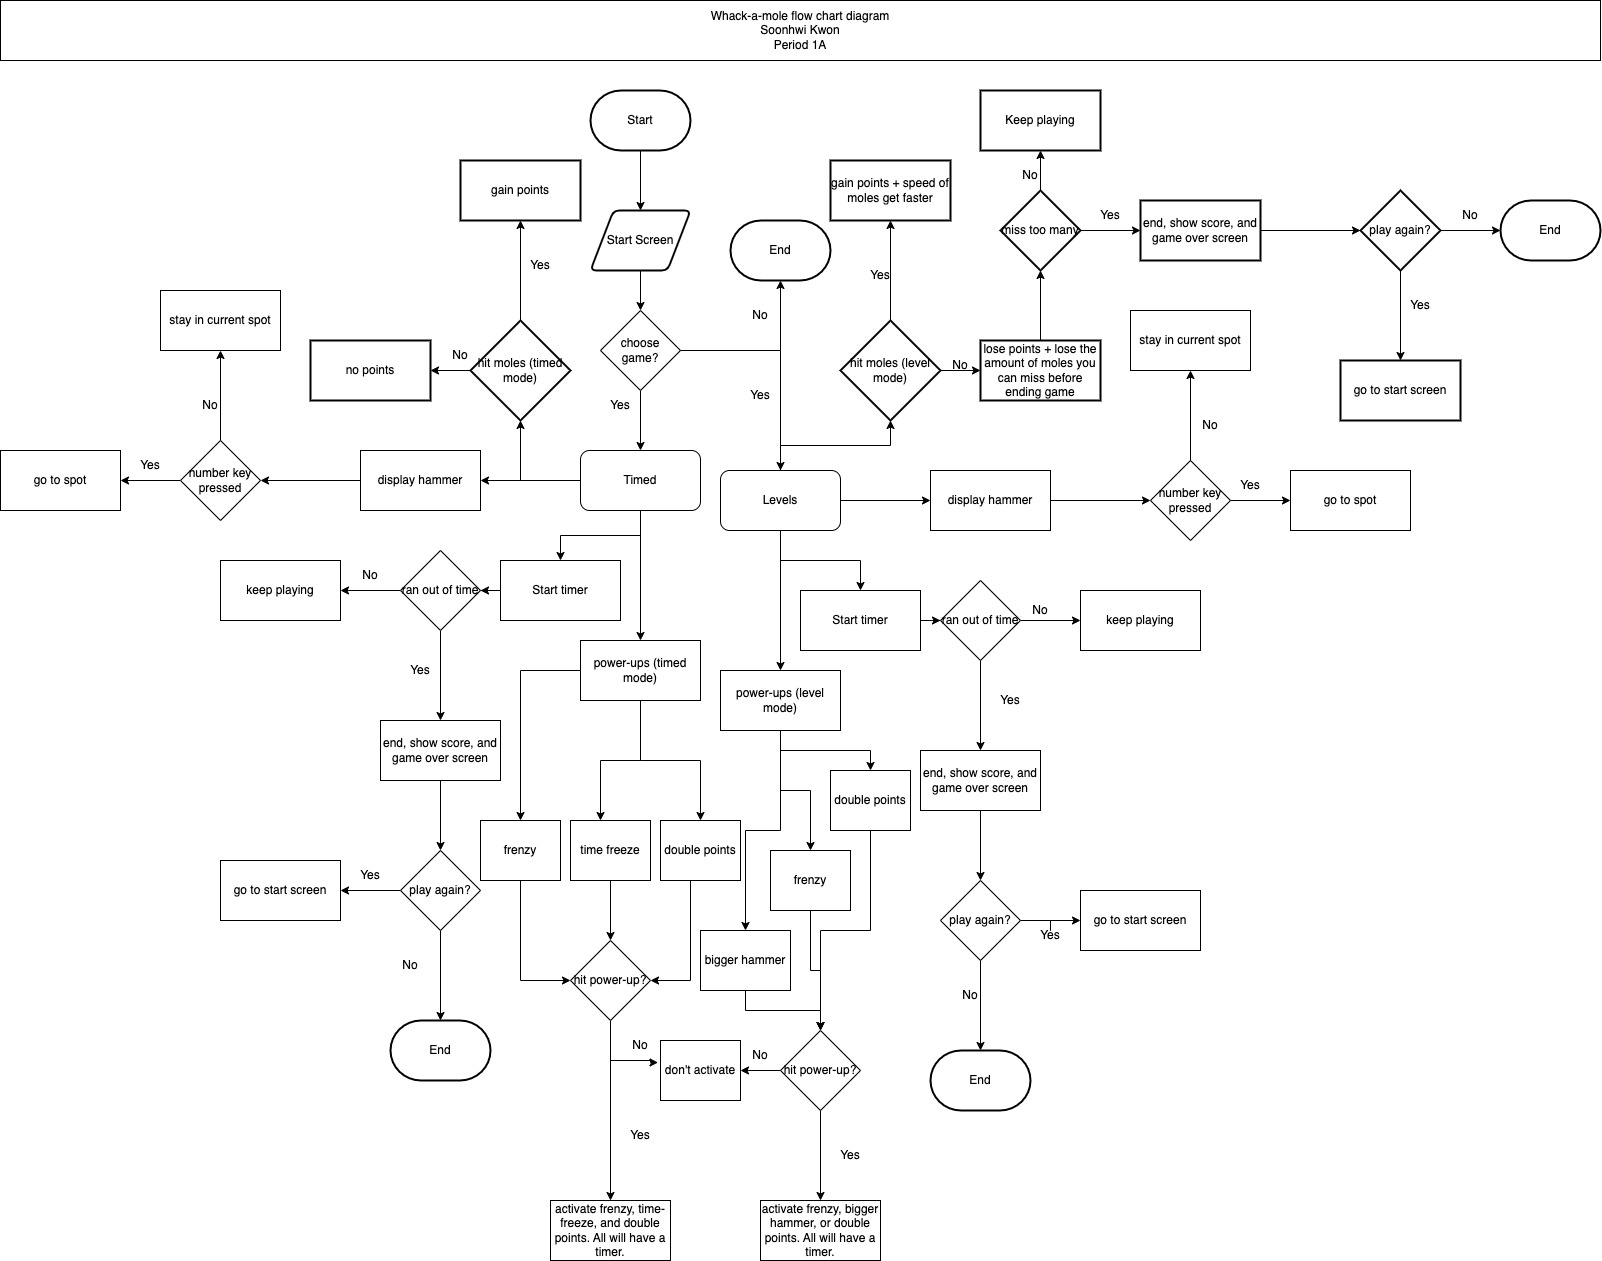 Whack-a-mole flow chart diagram
Soonhwi Kwon
Period 1A
Start
Keep playing
gain points
gain points + speed of
moles get faster
No
Start Screen
End
miss too many
Yes
end, show score, and
game over screen
play again?
No
End
Yes
Yes
No
Yes
stay in current spot
no points
No
hit moles (timed
mode)
choose
game?
hit moles (level
mode)
No
lose points + lose the
amount of moles you
can miss before
ending game
stay in current spot
go to start screen
No
Yes
Yes
No
go to spot
Yes
number key
pressed
display hammer
Timed
Levels
display hammer
number key
pressed
Yes
go to spot
keep playing
No
ran out of time
Start timer
Start timer
ran out of time
No
keep playing
Yes
power-ups (timed
mode)
power-ups (level
mode)
Yes
end, show score, and
game over screen
end, show score, and
game over screen
double points
frenzy
time freeze
double points
frenzy
go to start screen
Yes
play again?
play again?
Yes
go to start screen
No
hit power-up?
bigger hammer
No
End
No
don't activate
No
hit power-up?
End
Yes
Yes
activate frenzy, time-
freeze, and double
points. All will have a
timer.
activate frenzy, bigger
hammer, or double
points. All will have a
timer.